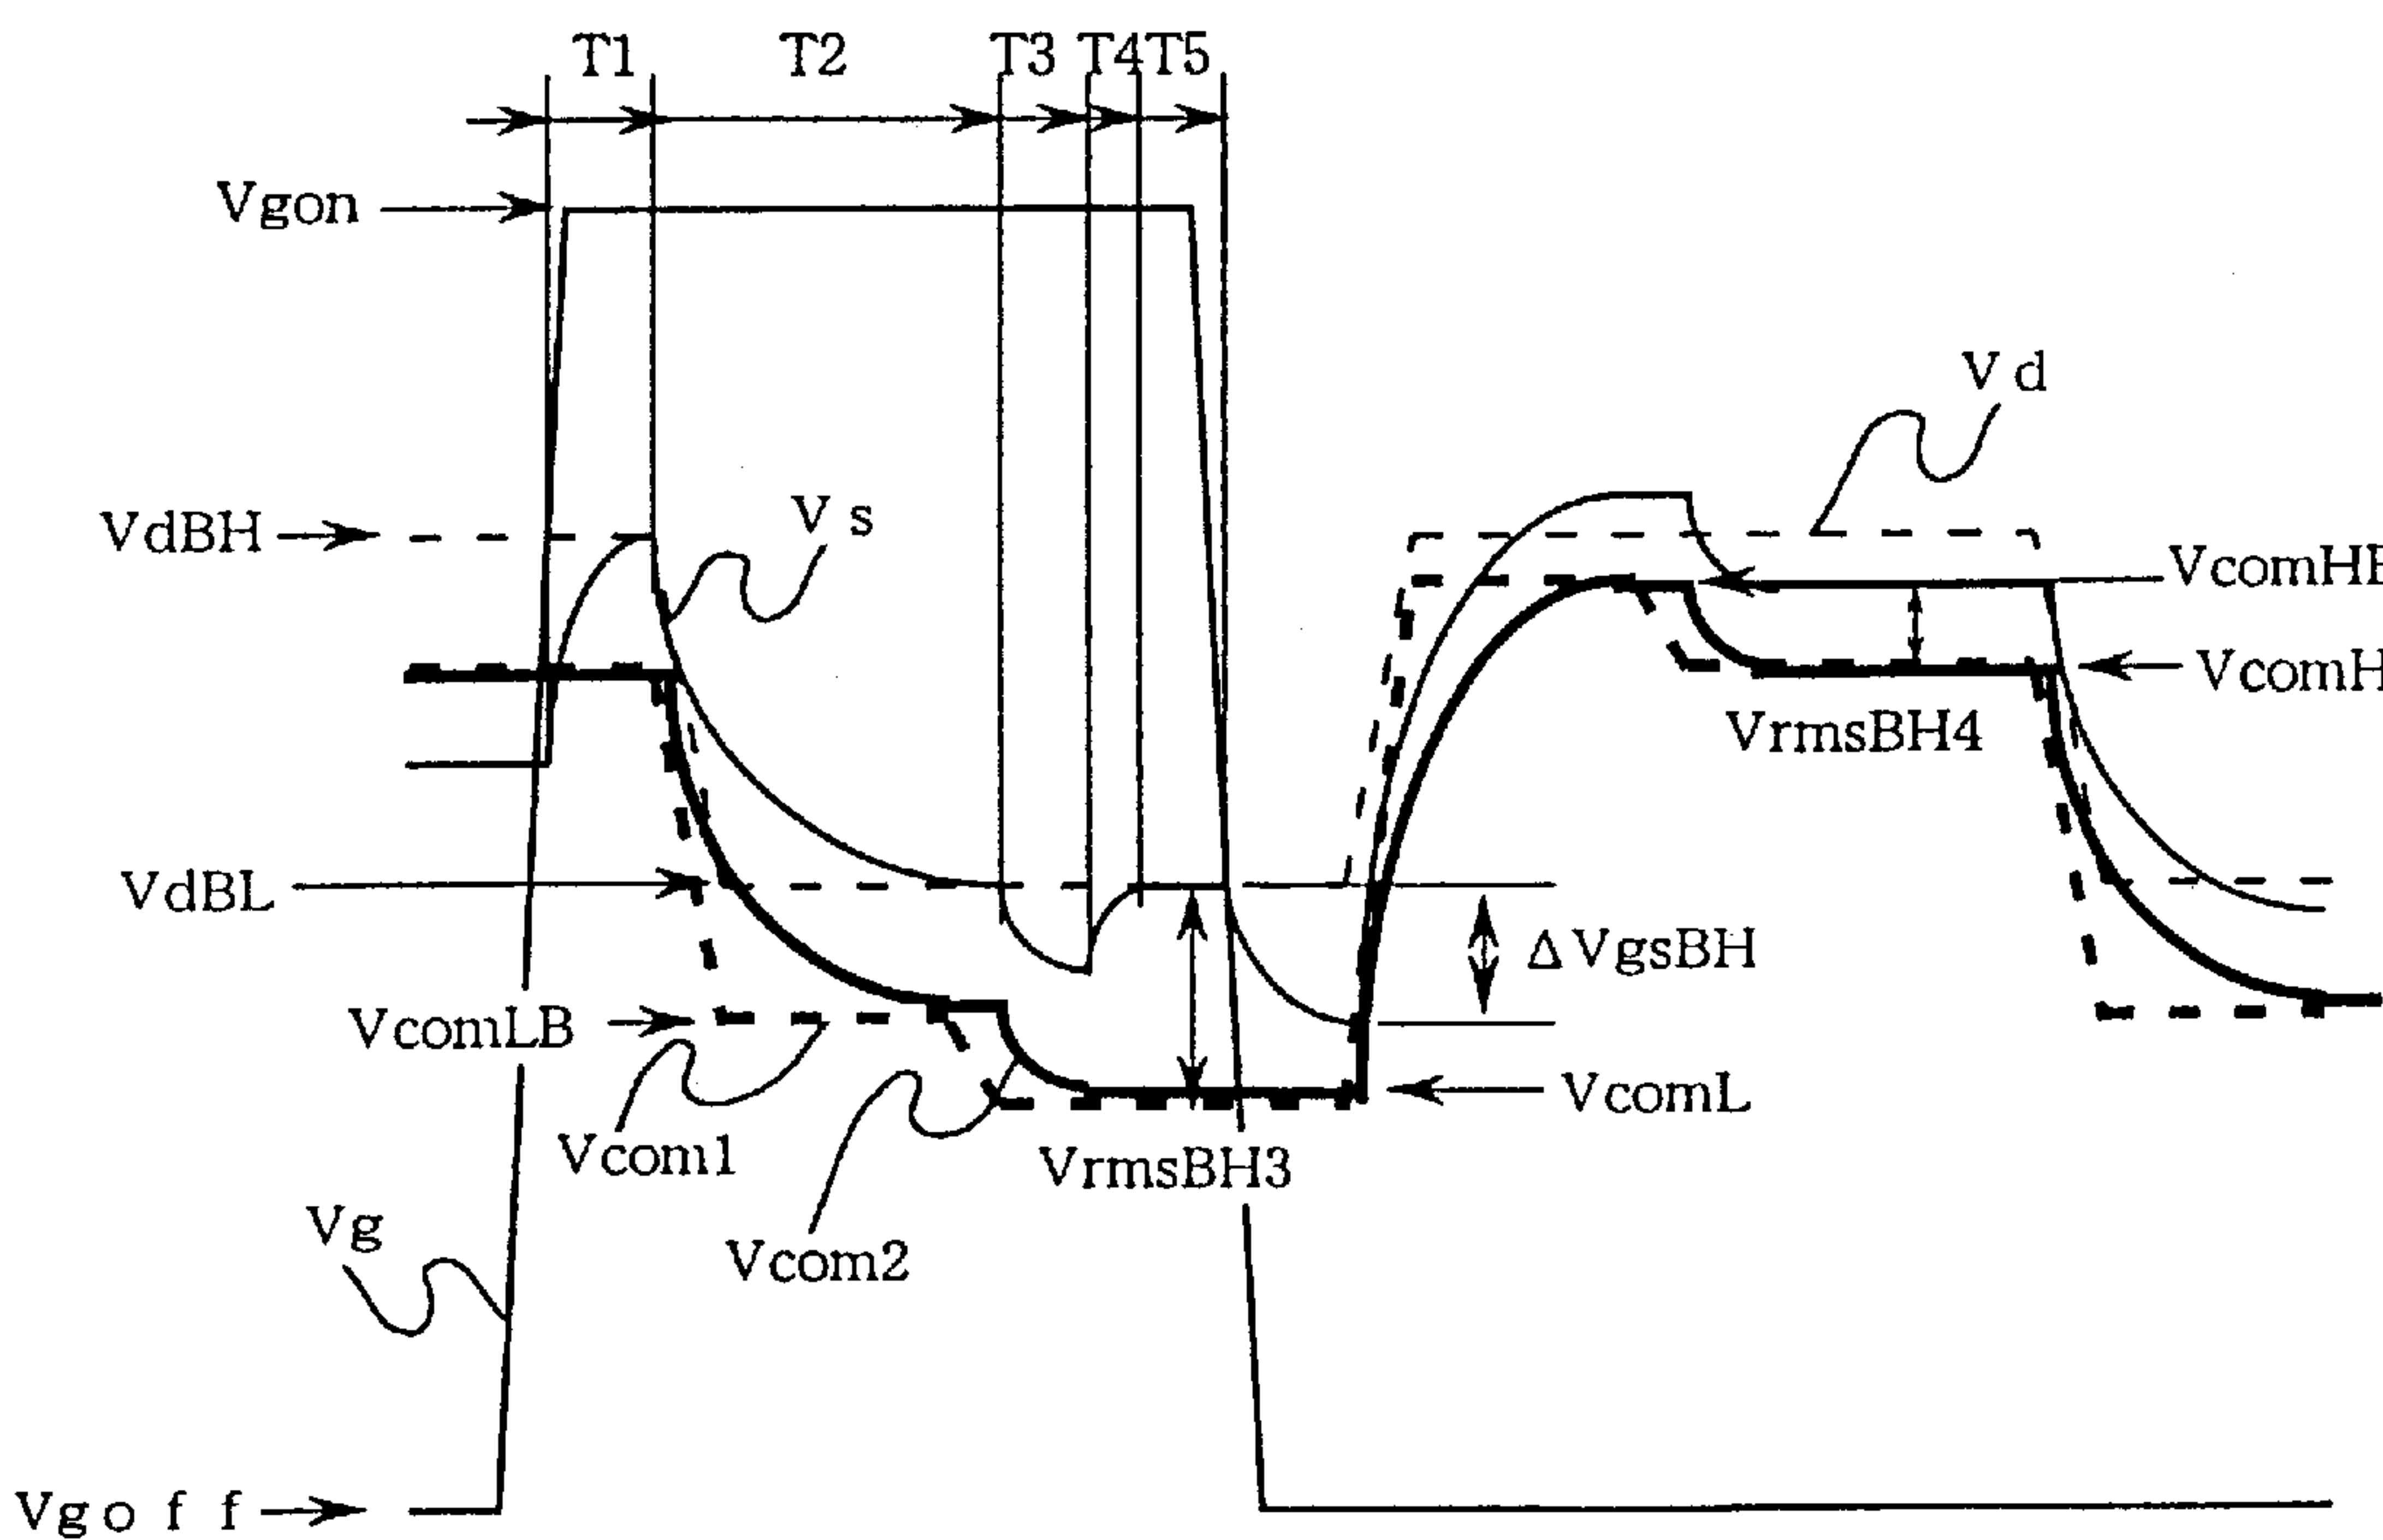 T1 T2 T3 T4 T5
Vgon
Vd
Vs
VdBH
VcomH
VrmsBH4
VdBL
ΔVgsBH
VcomLB
VcomL
Vcom1
VrmsBH3
Vg
Vcom2
Vgoff